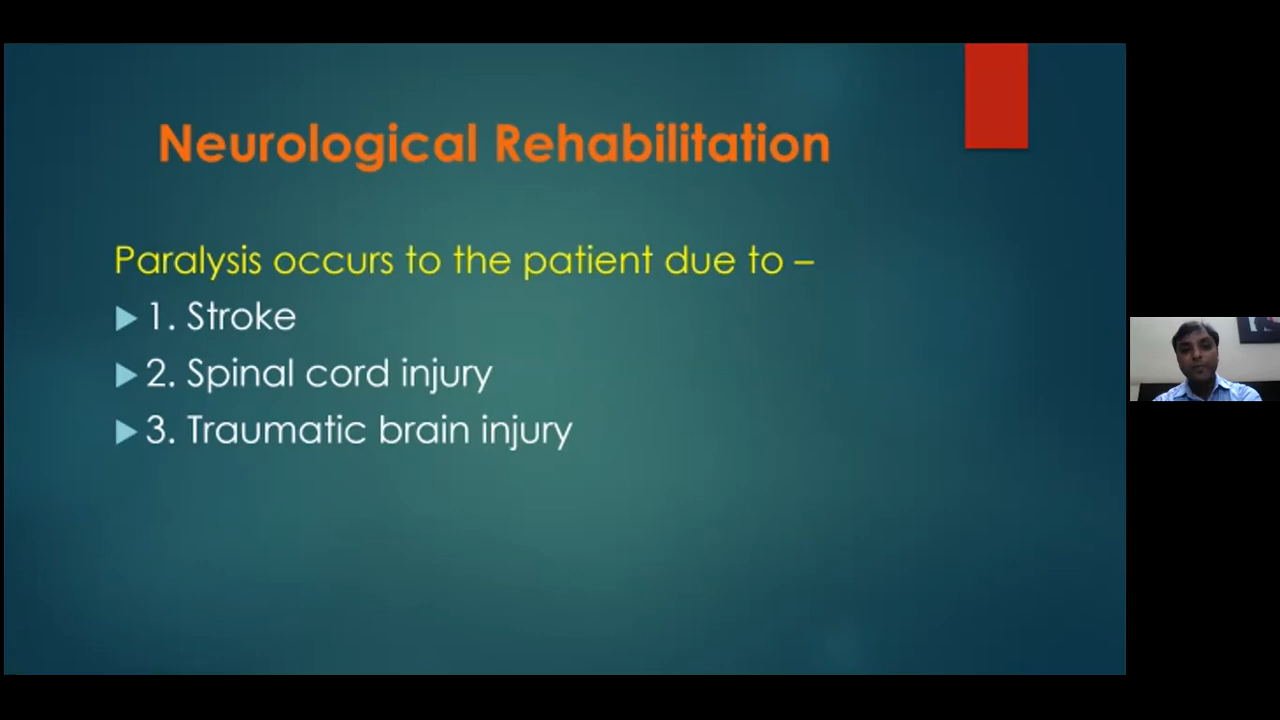 Neurological Rehabilitation
Paralysis occurs to the patient due to –
1. Stroke
2. Spinal cord injury
3. Traumatic brain injury